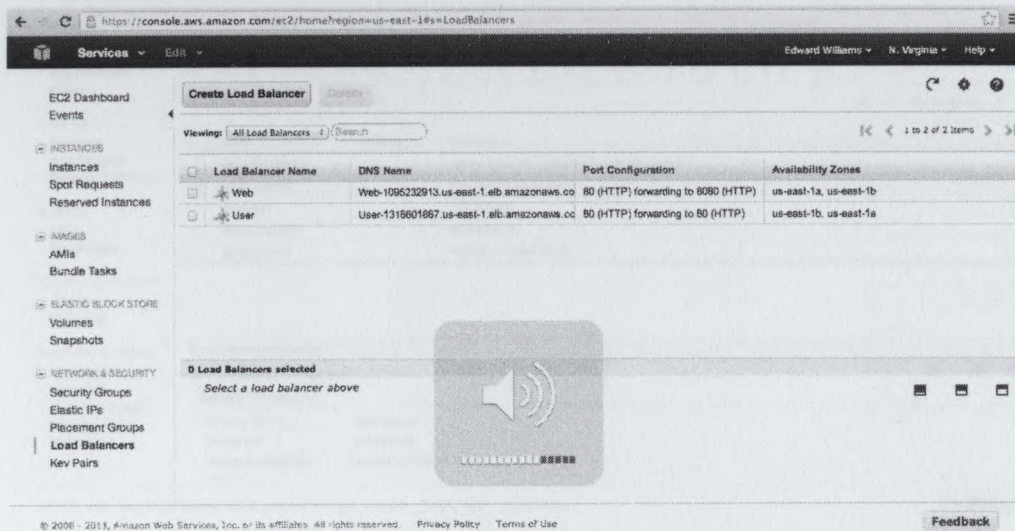 https://console.aws.amazon.com/ec2/home?region=us-east-1#s=LoadBalancers
Services Edit Edward Williams N. Virginia Help
EC2 Dashboard
Events
INSTANCES
Instances
Spot Requests
Reserved Instances
IMAGES
AMIs
Bundle Tasks
ELASTIC BLOCK STORE
Volumes
Snapshots
NETWORK & SECURITY
Security Groups
Elastic IPs
Placement Groups
Load Balancers
Key Pairs
Create Load Balancer Delete
Viewing: All Load Balancers Search 1 to 2 of 2 Items
Load Balancer Name DNS Name Port Configuration Availability Zones
Web Web-1095232913.us-east-1.elb.amazonaws.co 80 (HTTP) forwarding to 8080 (HTTP) us-east-1a, us-east-1b
User User-1318601867.us-east-1.elb.amazonaws.co 80 (HTTP) forwarding to 80 (HTTP) us-east-1b, us-east-1a
0 Load Balancers selected
Select a load balancer above
© 2008 - 2013, Amazon Web Services, Inc. or its affiliates. All rights reserved. Privacy Policy Terms of Use Feedback